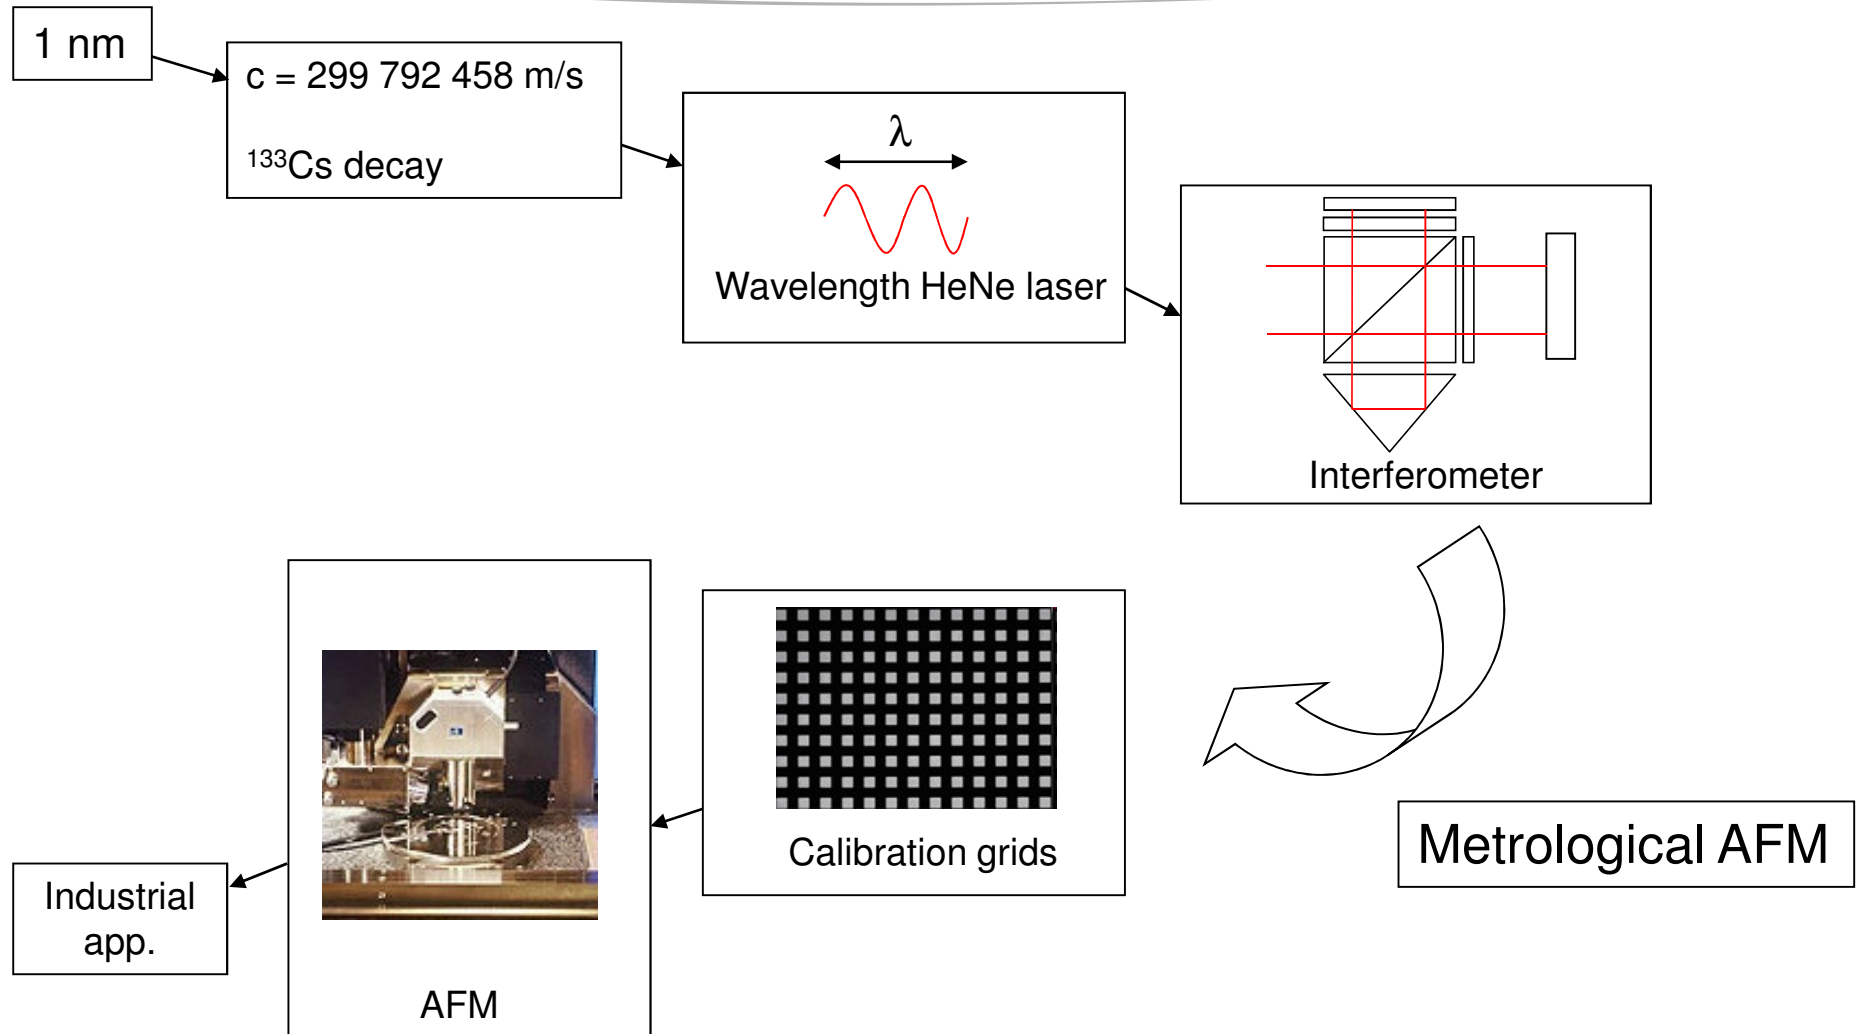 1 nm
c = 299 792 458 m/s
¹³³Cs decay
λ
Wavelength HeNe laser
Interferometer
Metrological AFM
Calibration grids
AFM
Industrial
app.